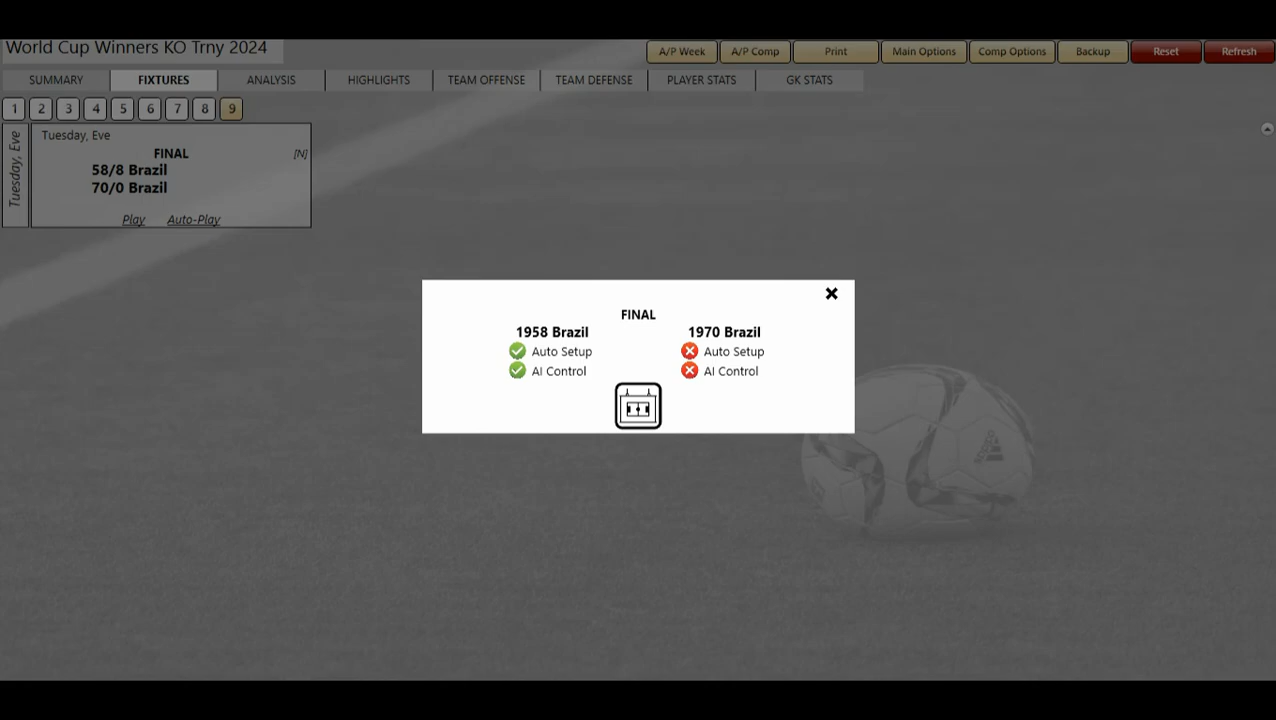 World Cup Winners KO Trny 2024
A/P Week
A/P Comp
Print
Main Options
Comp Options
Backup
Reset
Refresh
SUMMARY
FIXTURES
ANALYSIS
HIGHLIGHTS
TEAM OFFENSE
TEAM DEFENSE
PLAYER STATS
GK STATS
1 2 3 4 5 6 7 8 9
Tuesday, Eve
Tuesday, Eve
FINAL [N]
58/8 Brazil
70/0 Brazil
Play Auto-Play
FINAL
1958 Brazil 1970 Brazil
Auto Setup Auto Setup
AI Control AI Control